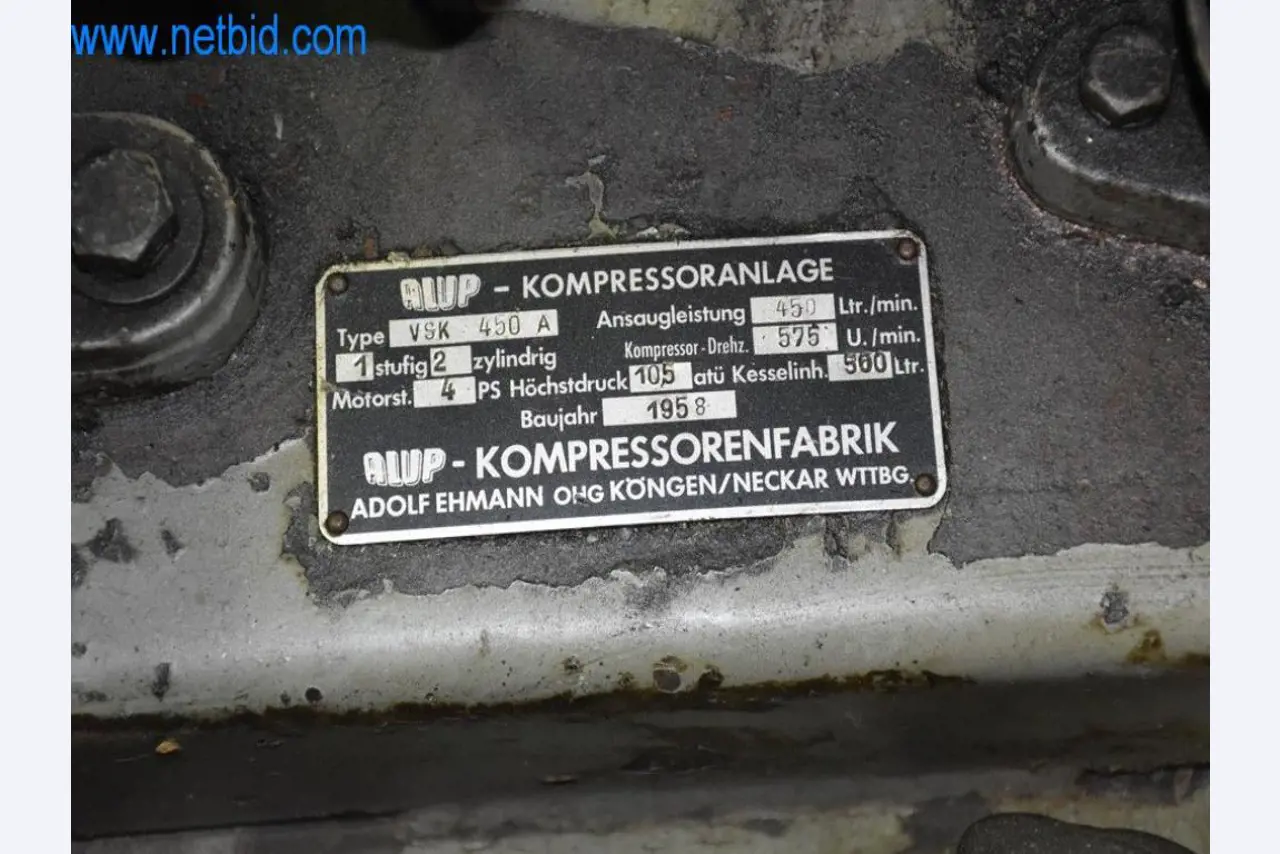 www.netbid.com
ALUP - KOMPRESSORANLAGE
Type VSK 450 A Ansaugleistung 450 Ltr./min.
1 stufig 2 zylindrig Kompressor-Drehz. 575 U./min.
Motorst. 4 PS Höchstdruck 10,5 atü Kesselinh. 500 Ltr.
Baujahr 1958
ALUP - KOMPRESSORENFABRIK
ADOLF EHMANN OHG KÖNGEN/NECKAR WTTBG.